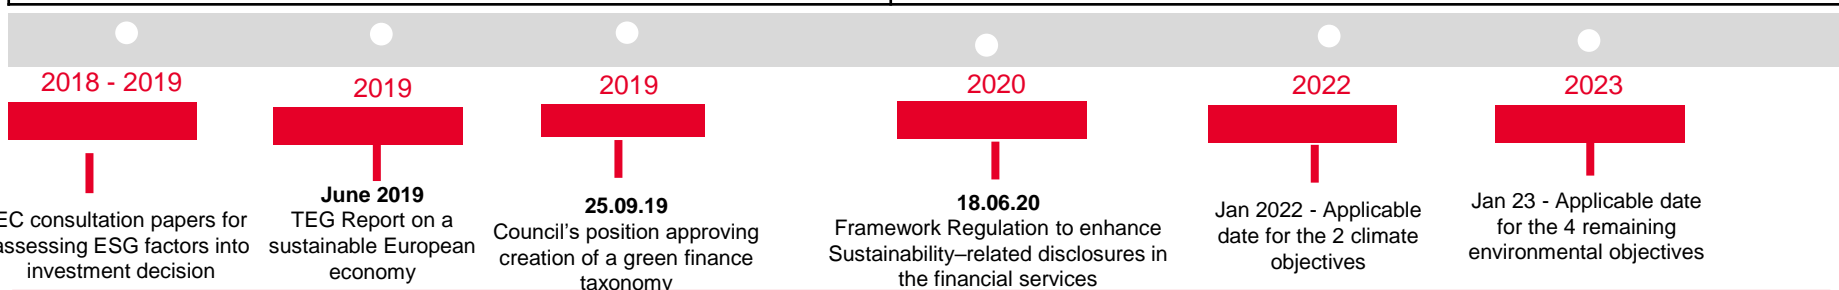 2018 - 2019
EC consultation papers for
assessing ESG factors into
investment decision
2019
June 2019
TEG Report on a
sustainable European
economy
2019
25.09.19
Council’s position approving
creation of a green finance
taxonomy
2020
18.06.20
Framework Regulation to enhance
Sustainability–related disclosures in
the financial services
2022
Jan 2022 - Applicable
date for the 2 climate
objectives
2023
Jan 23 - Applicable date
for the 4 remaining
environmental objectives